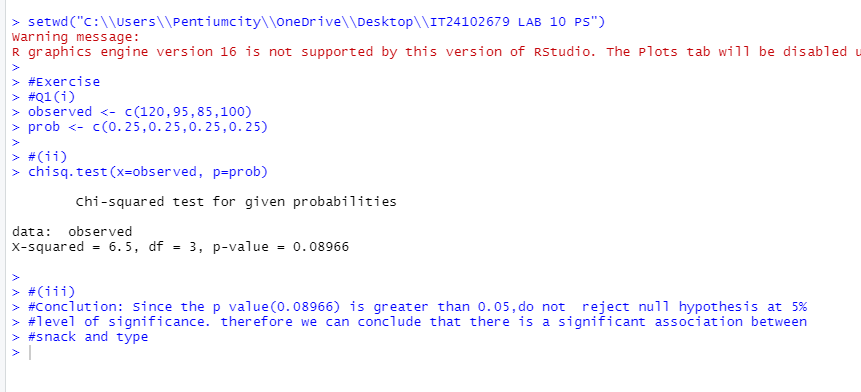 > setwd("C:\\Users\\Pentiumcity\\OneDrive\\Desktop\\IT24102679 LAB 10 PS")
Warning message:
R graphics engine version 16 is not supported by this version of RStudio. The Plots tab will be disabled u
>
> #Exercise
> #Q1(i)
> observed <- c(120,95,85,100)
> prob <- c(0.25,0.25,0.25,0.25)
>
> #(ii)
> chisq.test(x=observed, p=prob)
Chi-squared test for given probabilities
data:  observed
X-squared = 6.5, df = 3, p-value = 0.08966
>
> #(iii)
> #Conclution: Since the p value(0.08966) is greater than 0.05,do not  reject null hypothesis at 5%
> #level of significance. therefore we can conclude that there is a significant association between
> #snack and type
>